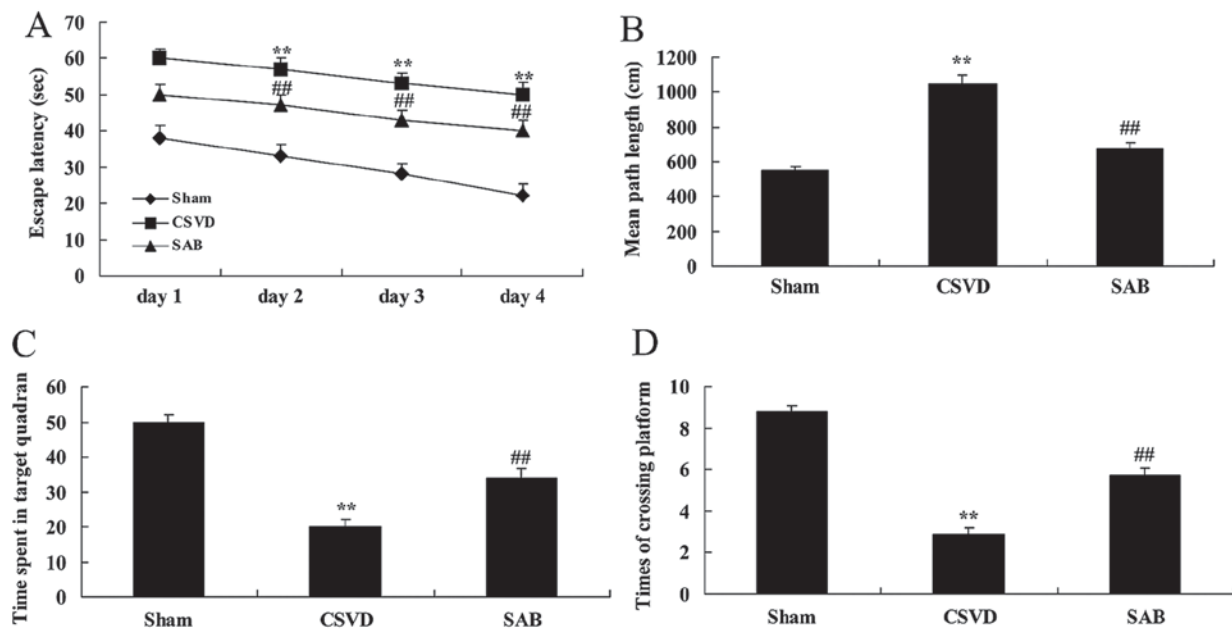 A
70
60
50
40
30
20
10
0
Escape latency (sec)
** ** **
## ## ##
Sham
CSVD
SAB
day 1 day 2 day 3 day 4
B
1200
1000
800
600
400
200
0
Mean path length (cm)
**
##
Sham CSVD SAB
C
60
50
40
30
20
10
0
Time spent in target quadran
**
##
Sham CSVD SAB
D
10
8
6
4
2
0
Times of crossing platform
**
##
Sham CSVD SAB